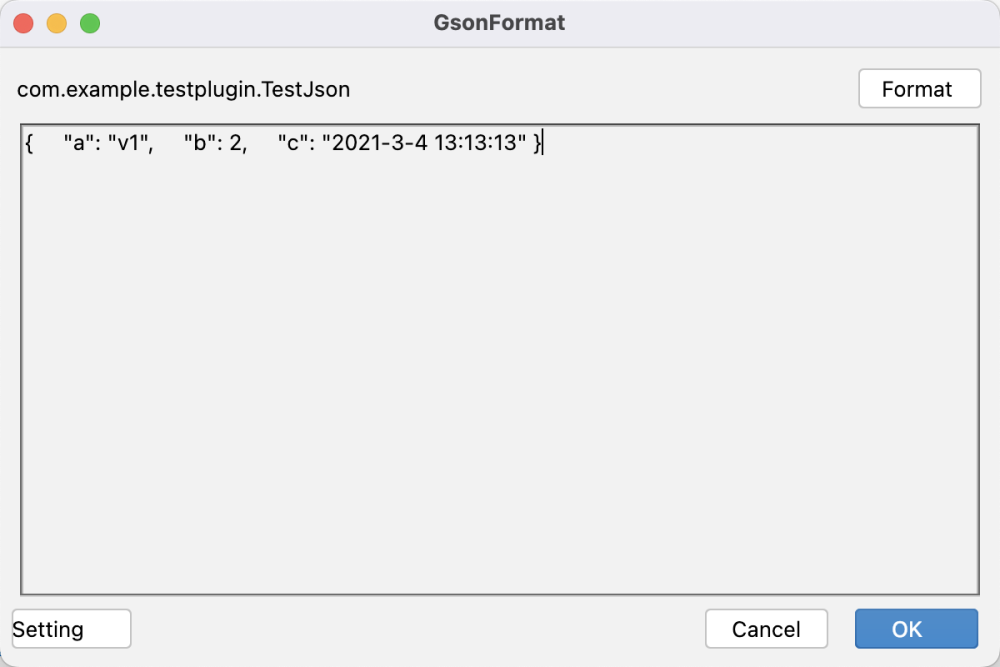 GsonFormat
com.example.testplugin.TestJson
Format
{    "a": "v1",    "b": 2,    "c": "2021-3-4 13:13:13" }
Setting
Cancel
OK